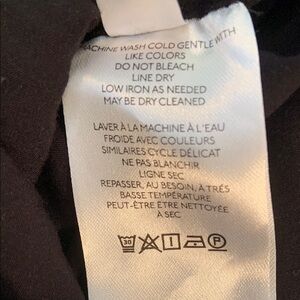 MACHINE WASH COLD GENTLE WITH
LIKE COLORS
DO NOT BLEACH
LINE DRY
LOW IRON AS NEEDED
MAY BE DRY CLEANED
LAVER À LA MACHINE À L'EAU
FROIDE AVEC COULEURS
SIMILAIRES CYCLE DÉLICAT
NE PAS BLANCHIR
LIGNE SEC
REPASSER, AU BESOIN, À TRÉS
BASSE TEMPÉRATURE
PEUT-ÊTRE ÊTRE NETTOYÉE
À SEC
30 P